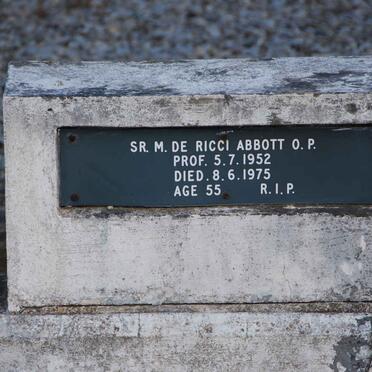 SR. M. DE RICCI ABBOTT O.P.
PROF. 5.7.1952
DIED. 8.6.1975
AGE 55 R.I.P.